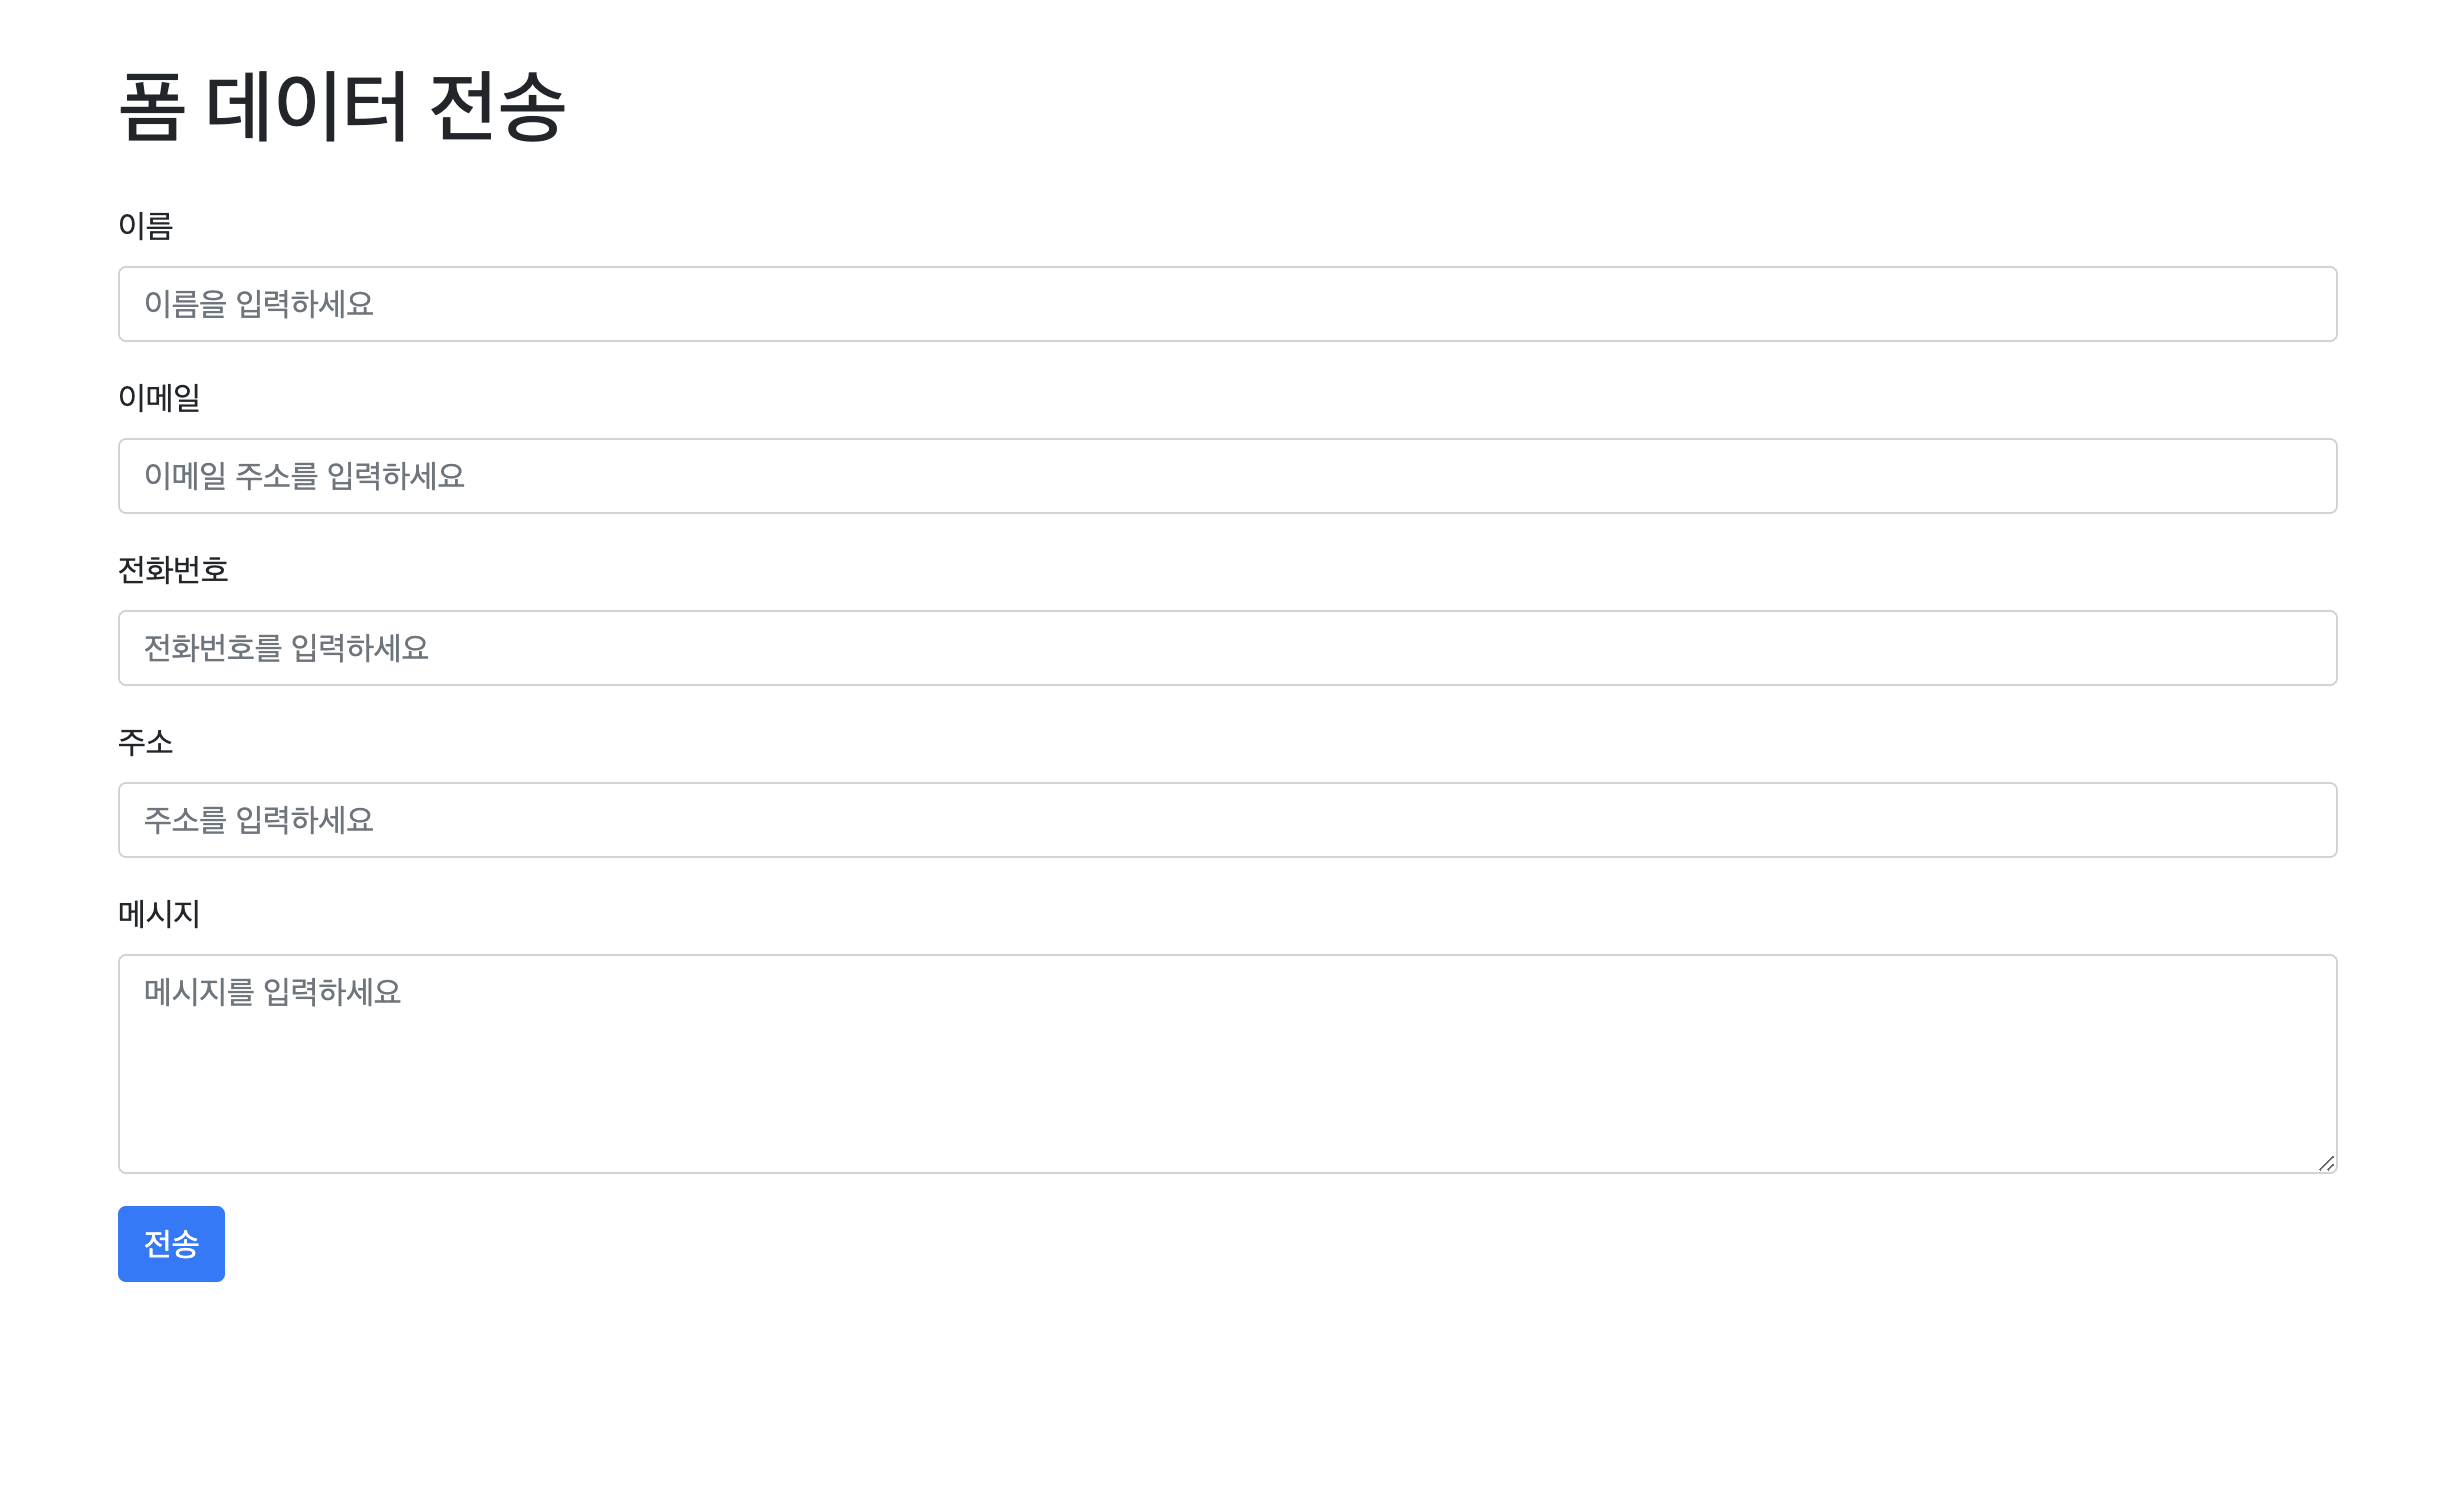 폼 데이터 전송
이름
이름을 입력하세요
이메일
이메일 주소를 입력하세요
전화번호
전화번호를 입력하세요
주소
주소를 입력하세요
메시지
메시지를 입력하세요
전송